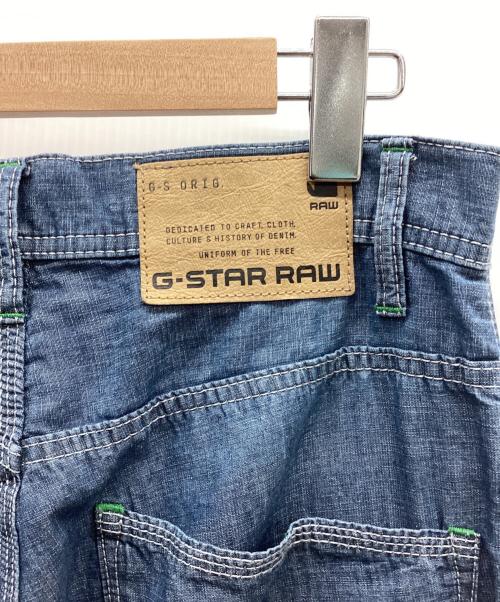 G-S ORIG.
RAW
DEDICATED TO CRAFT, CLOTH,
CULTURE & HISTORY OF DENIM.
UNIFORM OF THE FREE
G-STAR RAW